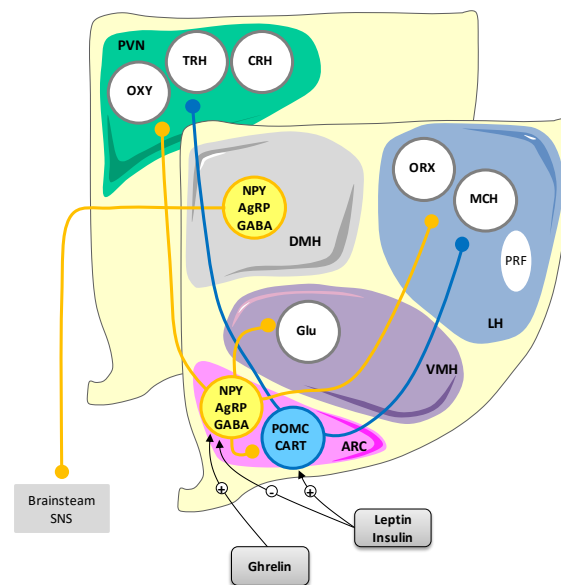 PVN
TRH
CRH
OXY
ORX
MCH
NPY
AgRP
GABA
DMH
PRF
LH
Glu
VMH
NPY
AgRP
GABA
POMC
CART
ARC
+
-
+
Brainsteam
SNS
Leptin
Insulin
Ghrelin